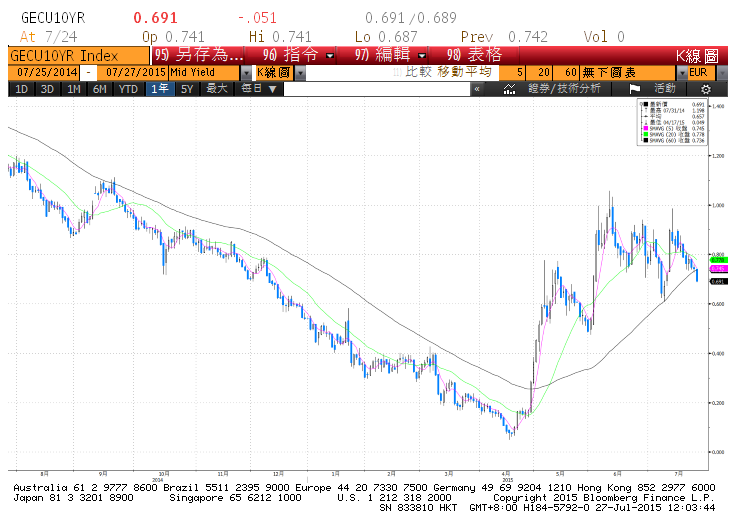 GECU10YR 0.691 -.051 0.691/0.689
At 7/24 Op 0.741 Hi 0.741 Lo 0.687 Prev 0.742 Vol 0
GECU10YR Index 95) 另存為... 96) 指令 97) 編輯 98) 表格 K線圖
07/25/2014 - 07/27/2015 Mid Yield K線圖 比較 移動平均 5 20 60 無下圖表 EUR
1D 3D 1M 6M YTD 1年 5Y 最大 每日 ▼ « 證券/技術分析 活動
最新價 0.691
最高 07/31/14 1.198
平均 0.657
最低 04/17/15 0.049
SMAVG (5) 收盤 0.745
SMAVG (20) 收盤 0.778
SMAVG (60) 收盤 0.736
1.400
1.200
1.000
0.800
0.778
0.745
0.691
0.600
0.400
0.200
0.000
8月 9月 10月 11月 12月 1月 2月 3月 4月 5月 6月 7月
2014 2015
Australia 61 2 9777 8600 Brazil 5511 2395 9000 Europe 44 20 7330 7500 Germany 49 69 9204 1210 Hong Kong 852 2977 6000
Japan 81 3 3201 8900 Singapore 65 6212 1000 U.S. 1 212 318 2000 Copyright 2015 Bloomberg Finance L.P.
SN 833810 HKT GMT+8:00 H184-5792-0 27-Jul-2015 12:03:44